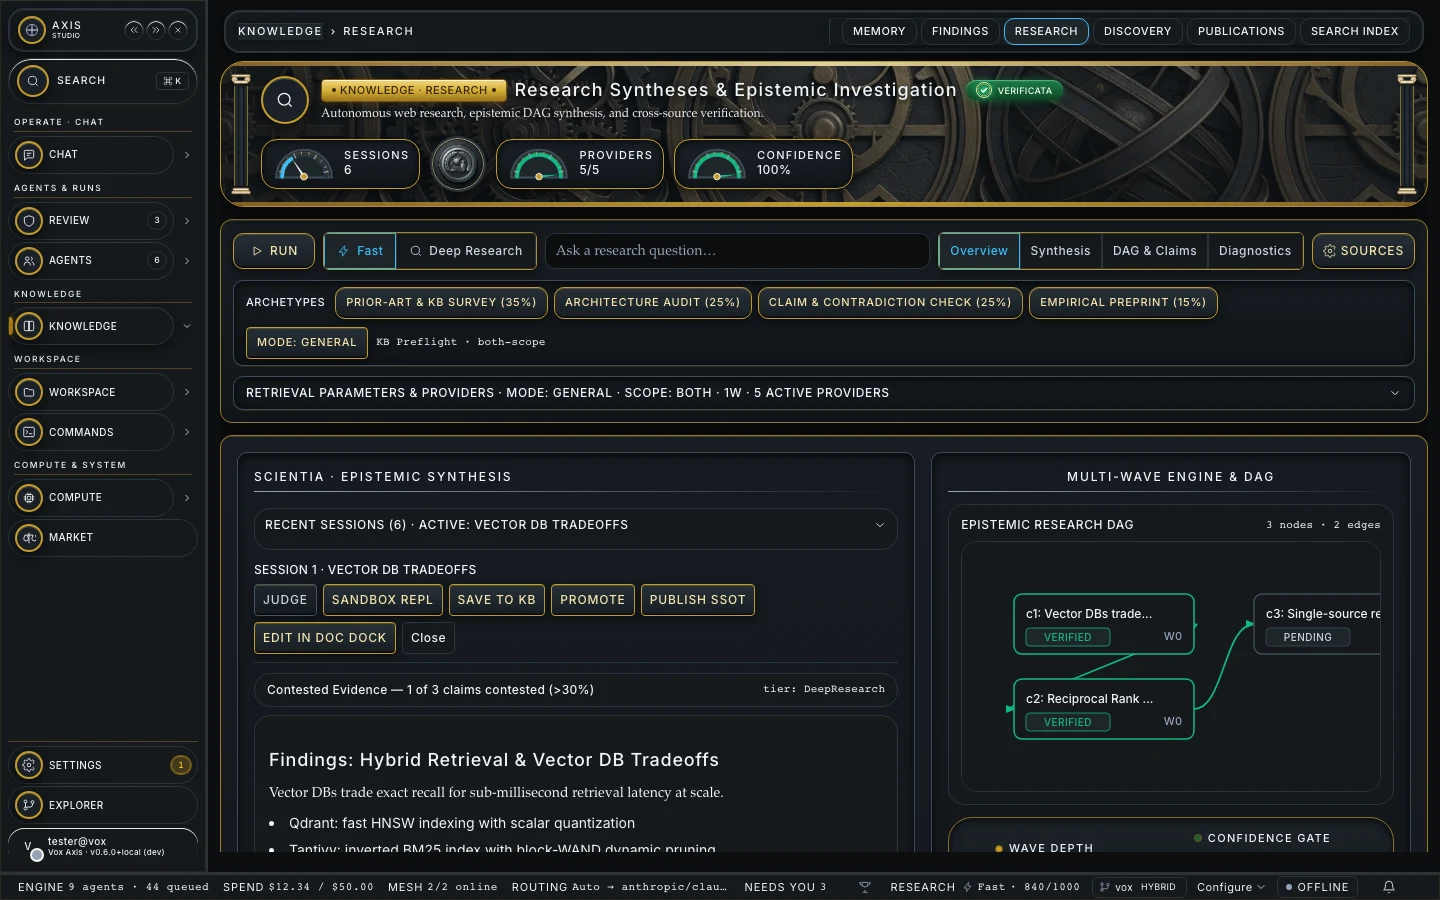 AXIS
STUDIO
SEARCH
⌘K
OPERATE · CHAT
CHAT
AGENTS & RUNS
REVIEW 3
AGENTS 6
KNOWLEDGE
KNOWLEDGE
WORKSPACE
WORKSPACE
COMMANDS
COMPUTE & SYSTEM
COMPUTE
MARKET
SETTINGS 1
EXPLORER
V tester@vox
Vox Axis · v0.6.0+local (dev)
KNOWLEDGE › RESEARCH
MEMORY FINDINGS RESEARCH DISCOVERY PUBLICATIONS SEARCH INDEX
• KNOWLEDGE · RESEARCH • Research Syntheses & Epistemic Investigation VERIFICATA
Autonomous web research, epistemic DAG synthesis, and cross-source verification.
SESSIONS
6
PROVIDERS
5/5
CONFIDENCE
100%
RUN Fast Deep Research Ask a research question… Overview Synthesis DAG & Claims Diagnostics SOURCES
ARCHETYPES PRIOR-ART & KB SURVEY (35%) ARCHITECTURE AUDIT (25%) CLAIM & CONTRADICTION CHECK (25%) EMPIRICAL PREPRINT (15%)
MODE: GENERAL KB Preflight · both-scope
RETRIEVAL PARAMETERS & PROVIDERS · MODE: GENERAL · SCOPE: BOTH · 1W · 5 ACTIVE PROVIDERS
SCIENTIA · EPISTEMIC SYNTHESIS
RECENT SESSIONS (6) · ACTIVE: VECTOR DB TRADEOFFS
SESSION 1 · VECTOR DB TRADEOFFS
JUDGE SANDBOX REPL SAVE TO KB PROMOTE PUBLISH SSOT
EDIT IN DOC DOCK Close
Contested Evidence — 1 of 3 claims contested (>30%) tier: DeepResearch
Findings: Hybrid Retrieval & Vector DB Tradeoffs
Vector DBs trade exact recall for sub-millisecond retrieval latency at scale.
• Qdrant: fast HNSW indexing with scalar quantization
• Tantivy: inverted BM25 index with block-WAND dynamic pruning
MULTI-WAVE ENGINE & DAG
EPISTEMIC RESEARCH DAG 3 nodes · 2 edges
c1: Vector DBs trade…
VERIFIED W0
c3: Single-source re
PENDING
c2: Reciprocal Rank …
VERIFIED W0
CONFIDENCE GATE
WAVE DEPTH
ENGINE 9 agents · 44 queued SPEND $12.34 / $50.00 MESH 2/2 online ROUTING Auto → anthropic/clau… NEEDS YOU 3 RESEARCH Fast · 840/1000 vox HYBRID Configure OFFLINE